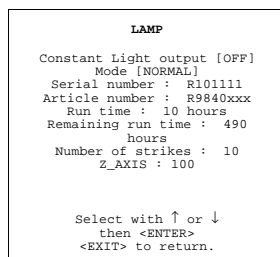 LAMP
Constant Light output [OFF]
Mode [NORMAL]
Serial number : R101111
Article number : R9840xxx
Run time : 10 hours
Remaining run time : 490
hours
Number of strikes : 10
Z_AXIS : 100
Select with ↑ or ↓
then <ENTER>
<EXIT> to return.